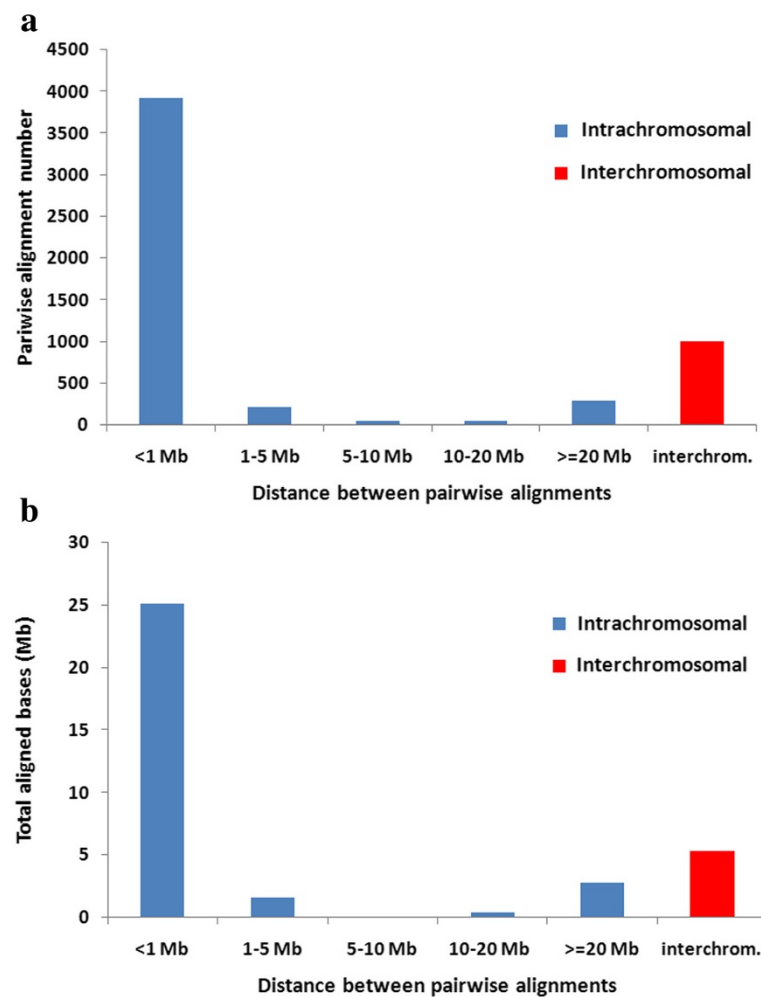 a
4500
4000
3500
3000
2500
2000
1500
1000
500
0
Pariwise alignment number
Intrachromosomal
Interchromosomal
<1 Mb 1-5 Mb 5-10 Mb 10-20 Mb >=20 Mb interchrom.
Distance between pairwise alignments
b
30
25
20
15
10
5
0
Total aligned bases (Mb)
Intrachromosomal
Interchromosomal
<1 Mb 1-5 Mb 5-10 Mb 10-20 Mb >=20 Mb interchrom.
Distance between pairwise alignments